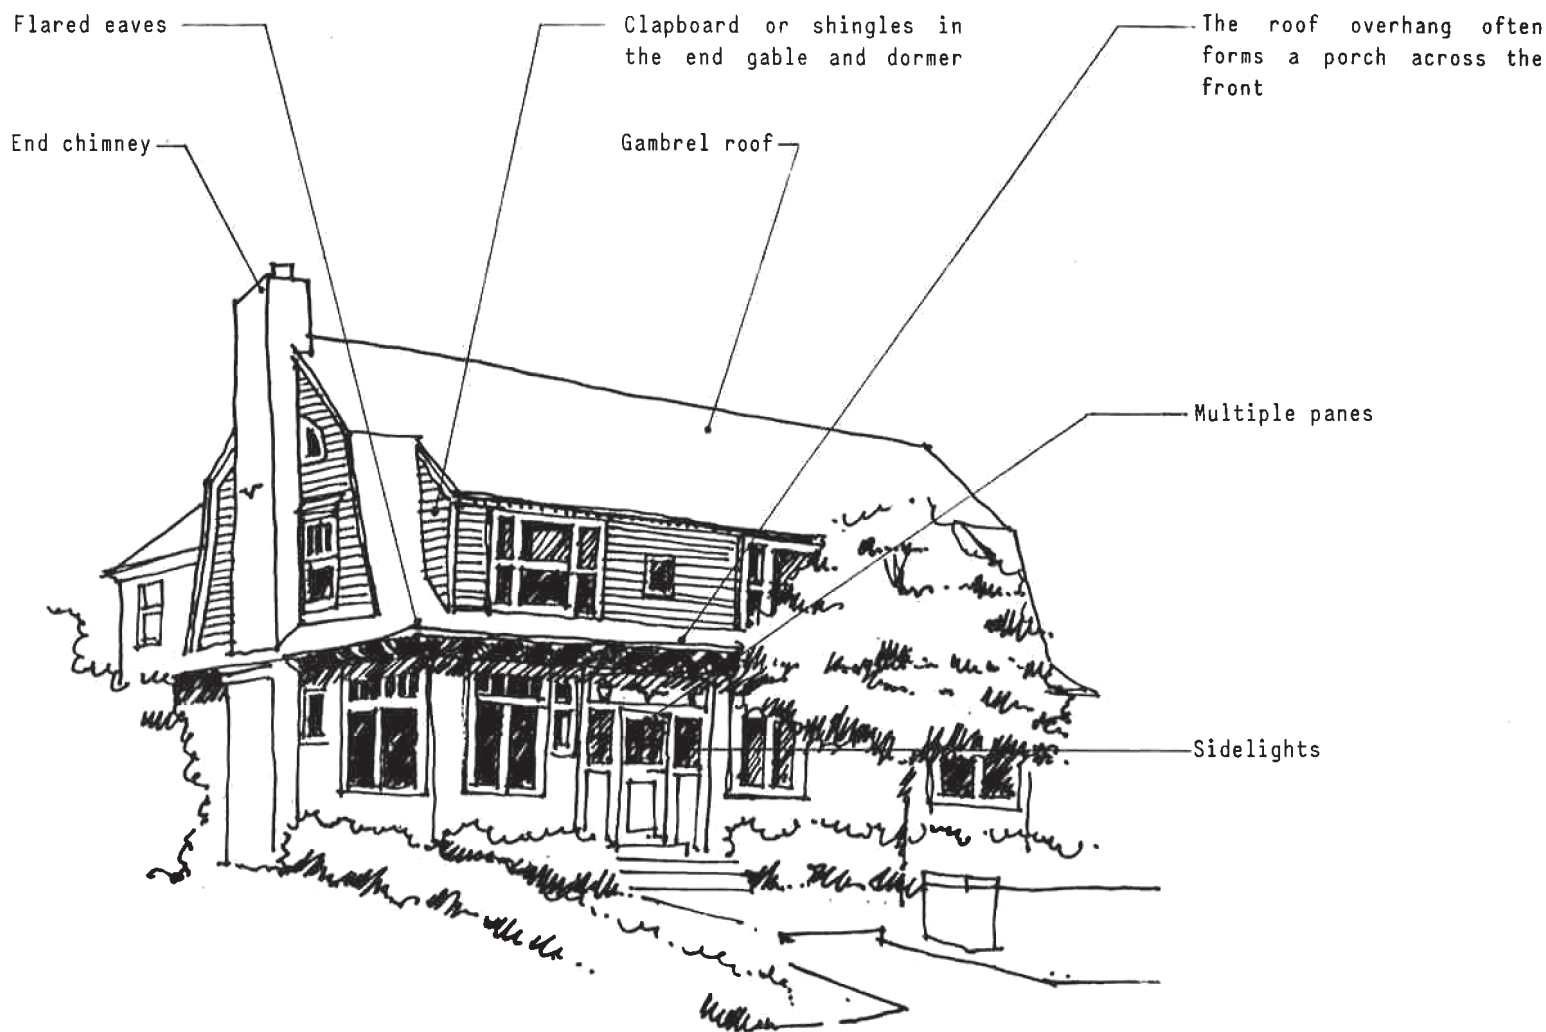 Flared eaves
Clapboard or shingles in
the end gable and dormer
The roof overhang often
forms a porch across the
front
End chimney
Gambrel roof
Multiple panes
Sidelights